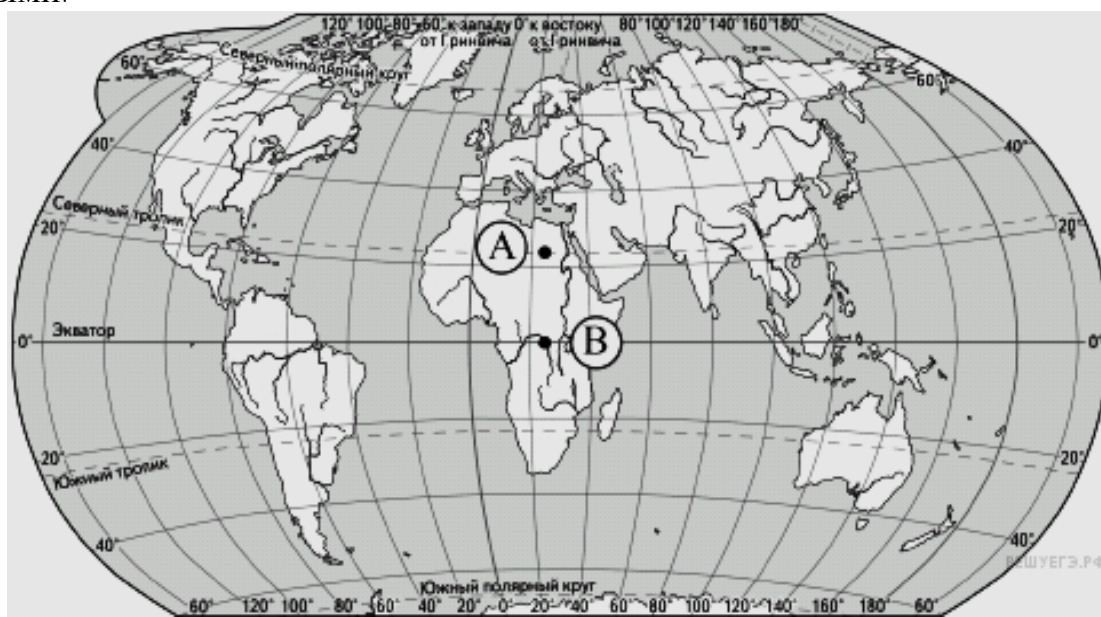 120° 100° 80° 60° к западу 0° к востоку 80° 100° 120° 140° 160° 180°
от Гринвича от Гринвича
60° Северный полярный круг 60°
40° 40°
Северный тропик
20° 20°
A
Экватор
0° B 0°
20° 20°
Южный тропик
40° 40°
РЕШУЕГЭ.РФ
Южный полярный круг
60° 120° 100° 80° 60° 40° 20° 0° 20° 40° 60° 80° 100° 120° 140° 160° 60°